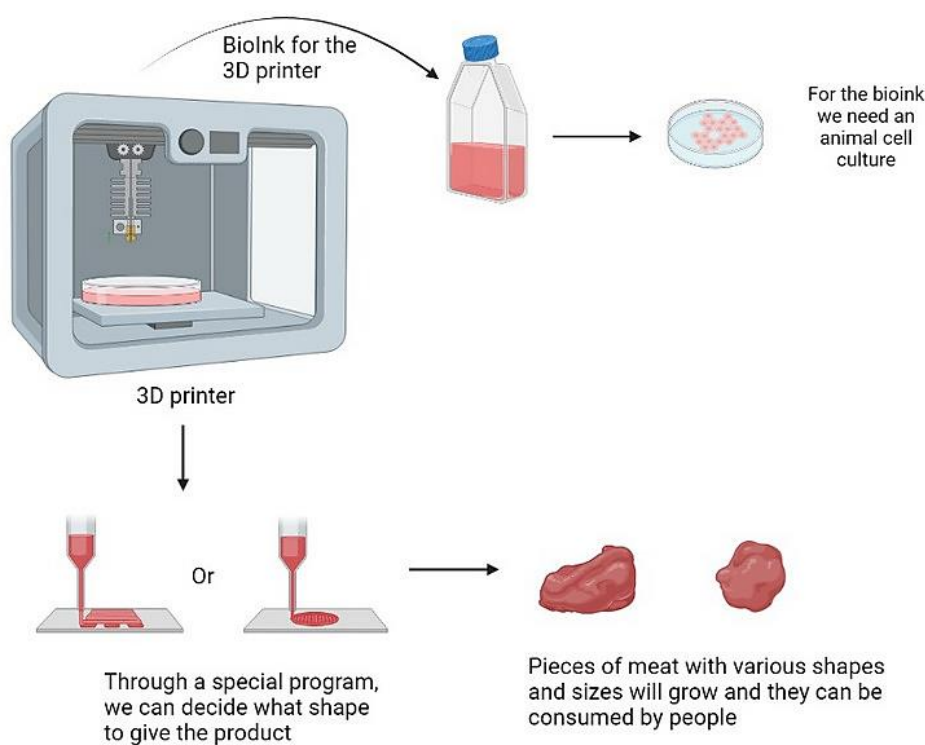 BioInk for the
3D printer
For the bioink
we need an
animal cell
culture
3D printer
Or
Through a special program,
we can decide what shape
to give the product
Pieces of meat with various shapes
and sizes will grow and they can be
consumed by people